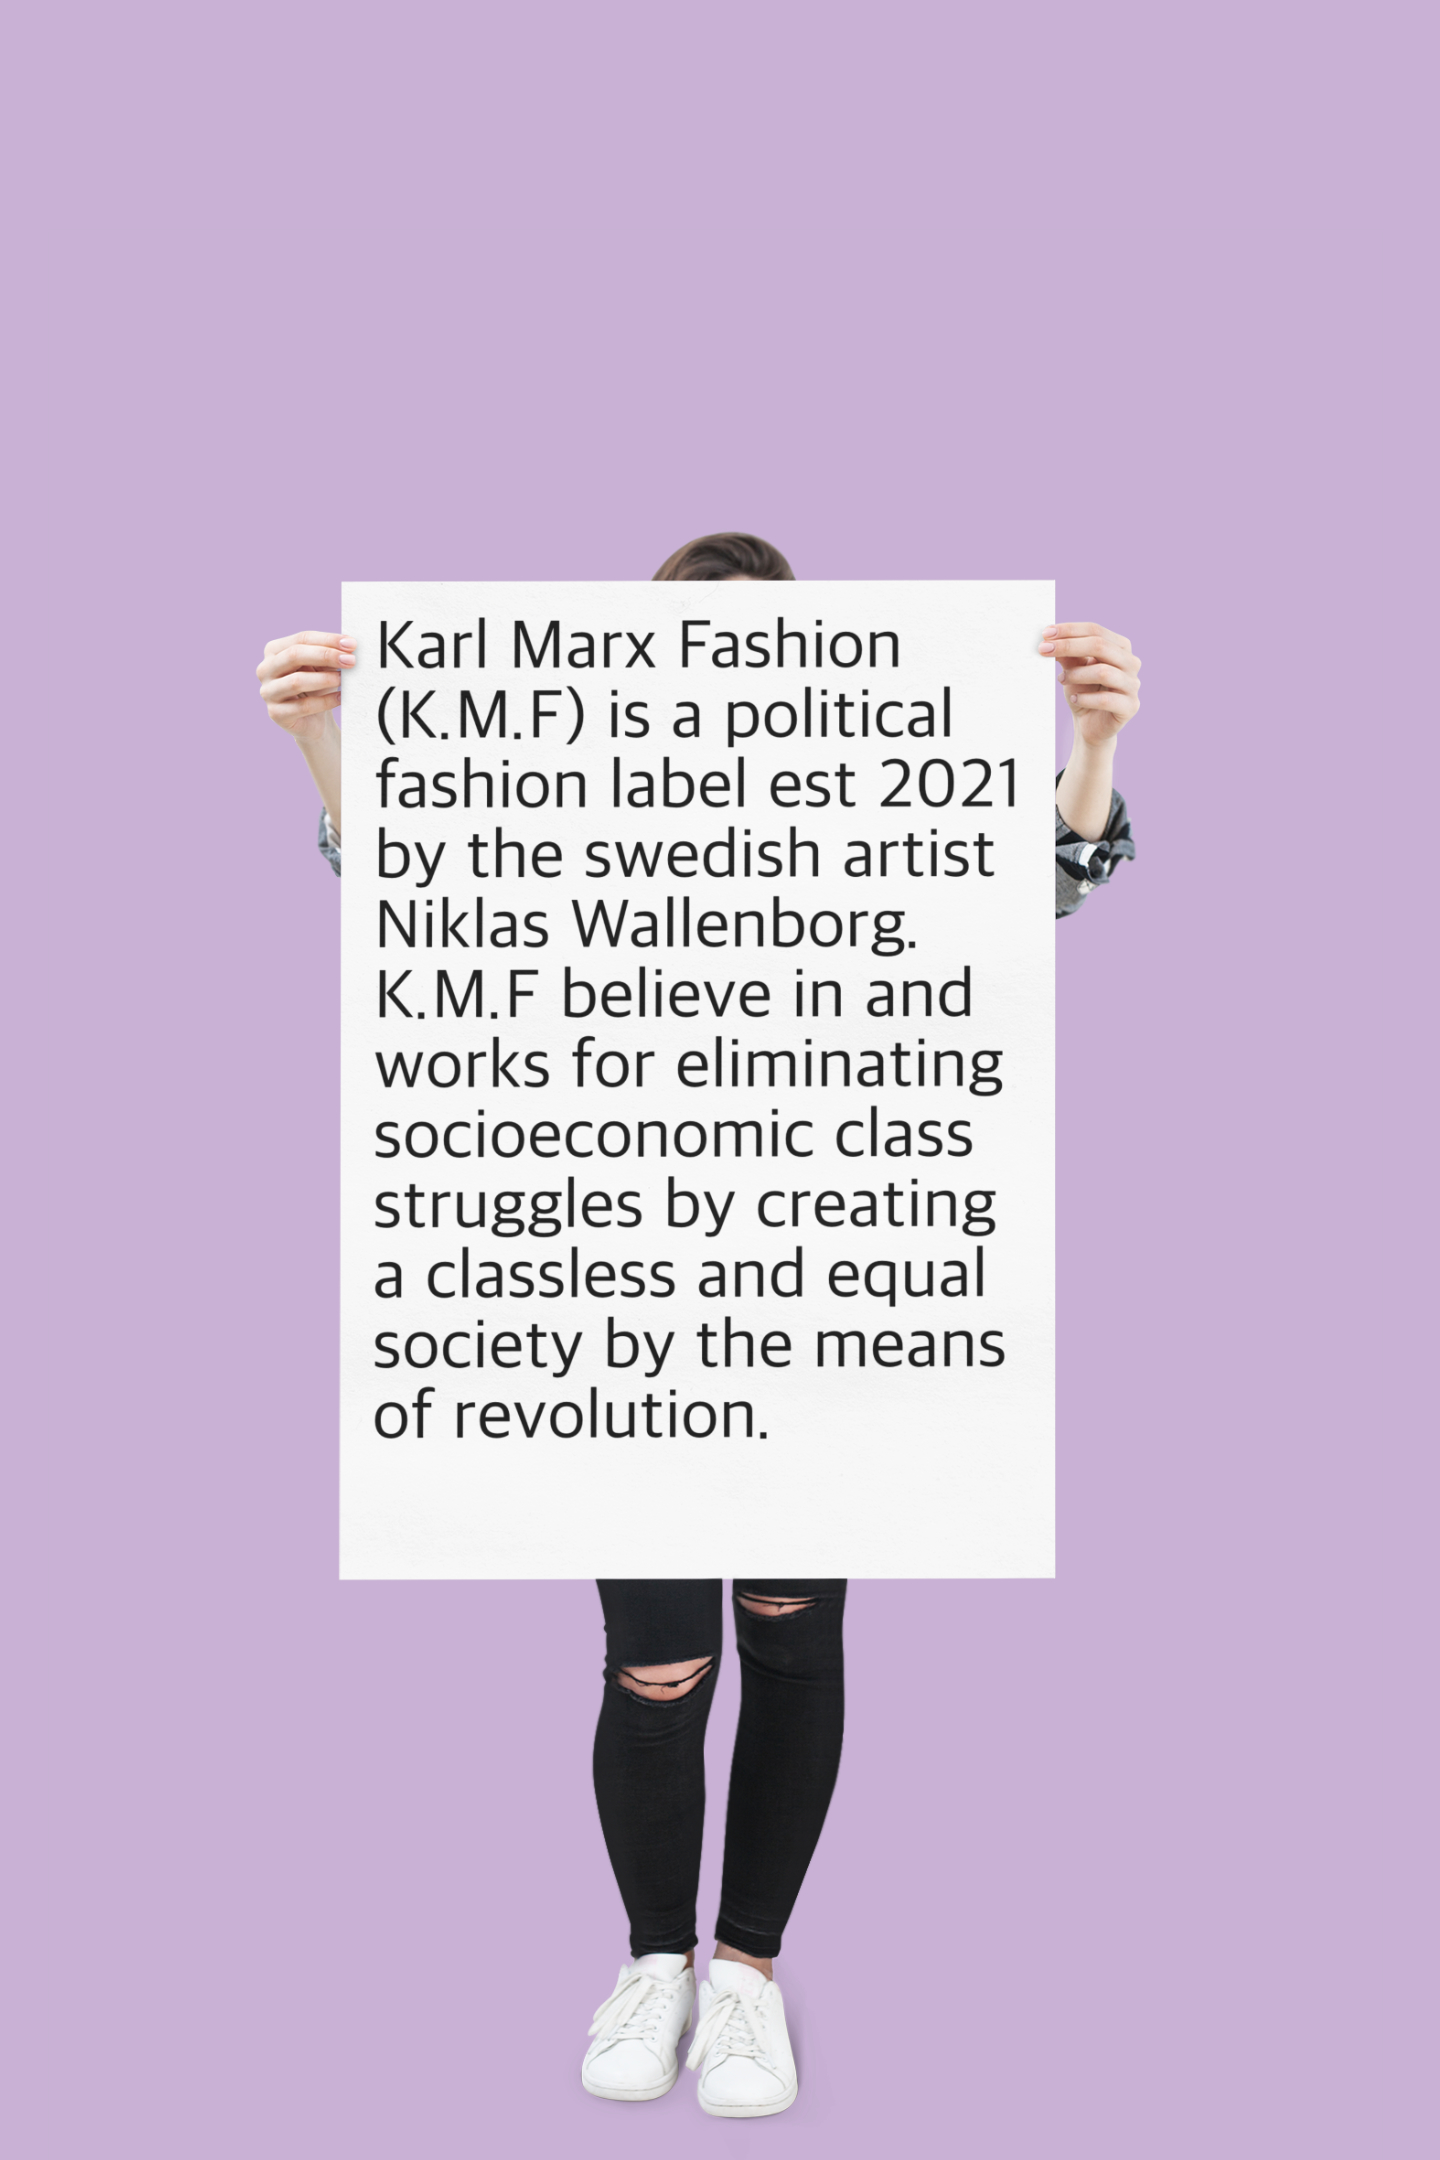 Karl Marx Fashion
(K.M.F) is a political
fashion label est 2021
by the swedish artist
Niklas Wallenborg.
K.M.F believe in and
works for eliminating
socioeconomic class
struggles by creating
a classless and equal
society by the means
of revolution.